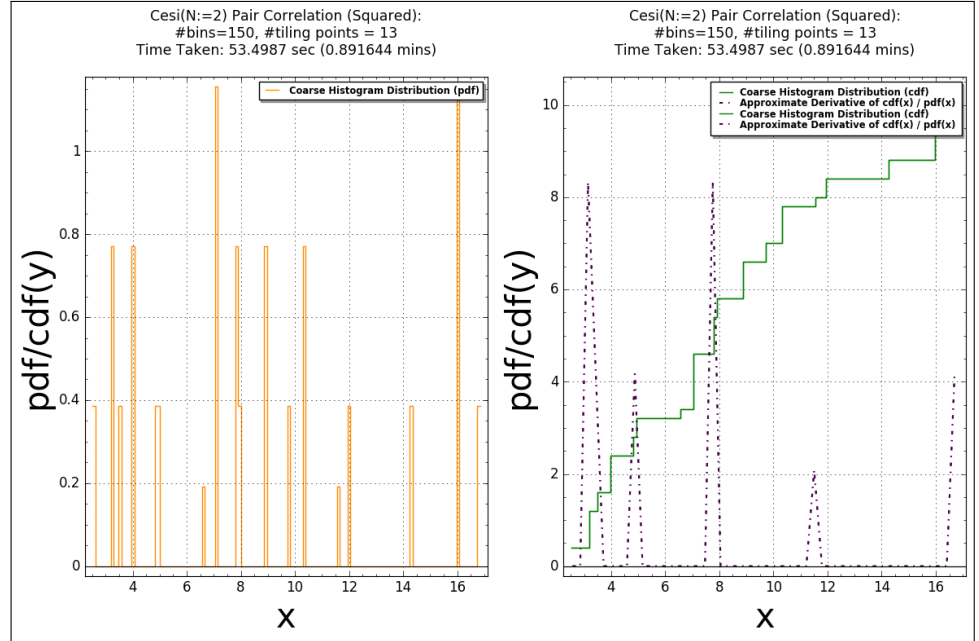 Cesi(N:=2) Pair Correlation (Squared):
#bins=150, #tiling points = 13
Time Taken: 53.4987 sec (0.891644 mins)
Coarse Histogram Distribution (pdf)
pdf/cdf(y)
1
0.8
0.6
0.4
0.2
0
4
6
8
10
12
14
16
x
Cesi(N:=2) Pair Correlation (Squared):
#bins=150, #tiling points = 13
Time Taken: 53.4987 sec (0.891644 mins)
Coarse Histogram Distribution (cdf)
Approximate Derivative of cdf(x) / pdf(x)
Coarse Histogram Distribution (cdf)
Approximate Derivative of cdf(x) / pdf(x)
pdf/cdf(y)
10
8
6
4
2
0
4
6
8
10
12
14
16
x